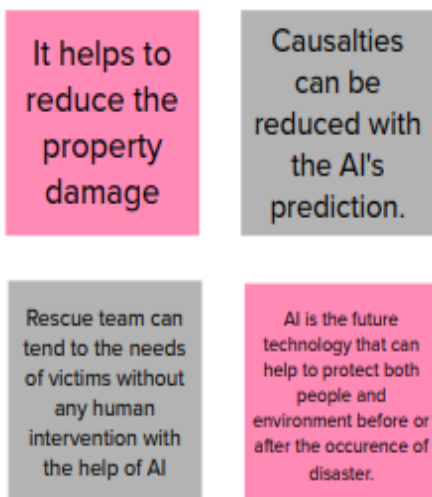 It helps to
reduce the
property
damage
Causalties
can be
reduced with
the AI's
prediction.
Rescue team can
tend to the needs
of victims without
any human
intervention with
the help of AI
AI is the future
technology that can
help to protect both
people and
environment before or
after the occurence of
disaster.